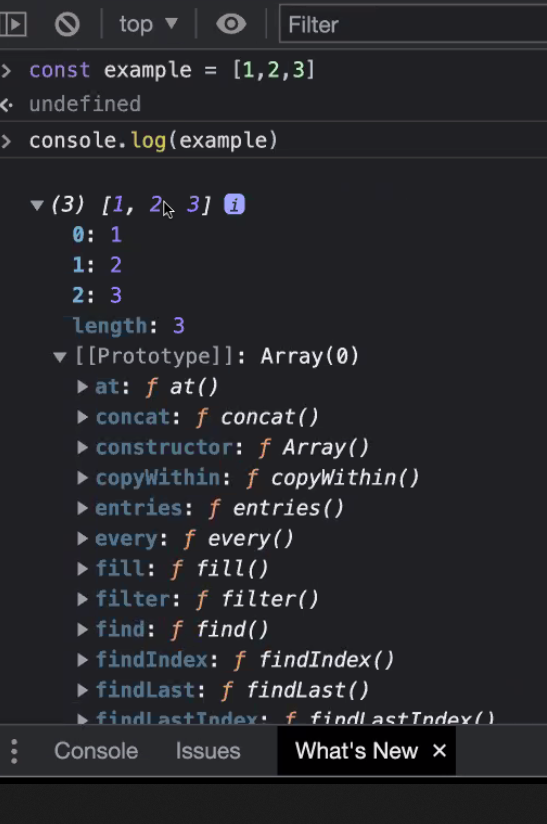 top ▼ Filter
> const example = [1,2,3]
<· undefined
> console.log(example)
▼ (3) [1, 2, 3] i
0: 1
1: 2
2: 3
length: 3
▼ [[Prototype]]: Array(0)
▶ at: ƒ at()
▶ concat: ƒ concat()
▶ constructor: ƒ Array()
▶ copyWithin: ƒ copyWithin()
▶ entries: ƒ entries()
▶ every: ƒ every()
▶ fill: ƒ fill()
▶ filter: ƒ filter()
▶ find: ƒ find()
▶ findIndex: ƒ findIndex()
▶ findLast: ƒ findLast()
▶ findLastIndex: ƒ findLastIndex()
Console Issues What's New ×